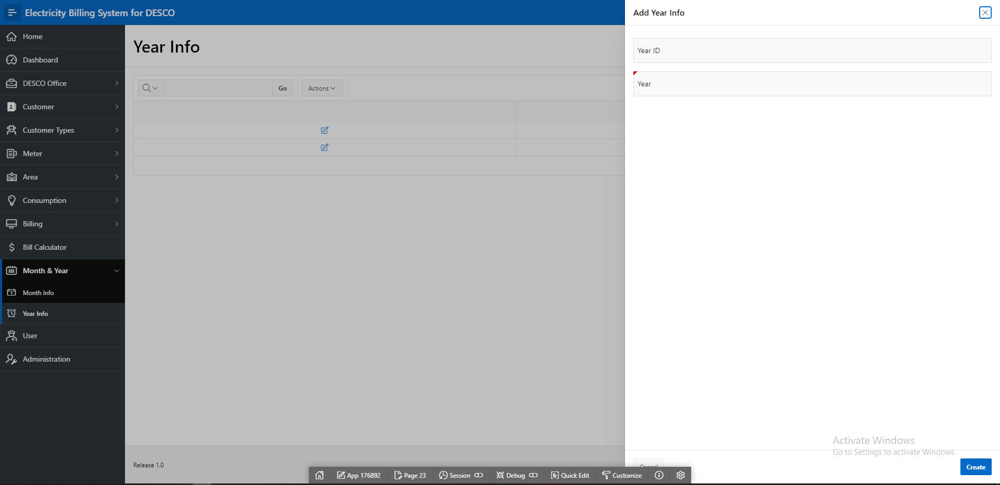 Electricity Billing System for DESCO
Home
Dashboard
DESCO Office
Customer
Customer Types
Meter
Area
Consumption
Billing
Bill Calculator
Month & Year
Month Info
Year Info
User
Administration
Year Info
Go
Actions
Release 1.0
Add Year Info
Year ID
Year
Activate Windows
Go to Settings to activate Windows.
Cancel
Create
App 176892
Page 23
Session
Debug
Quick Edit
Customize